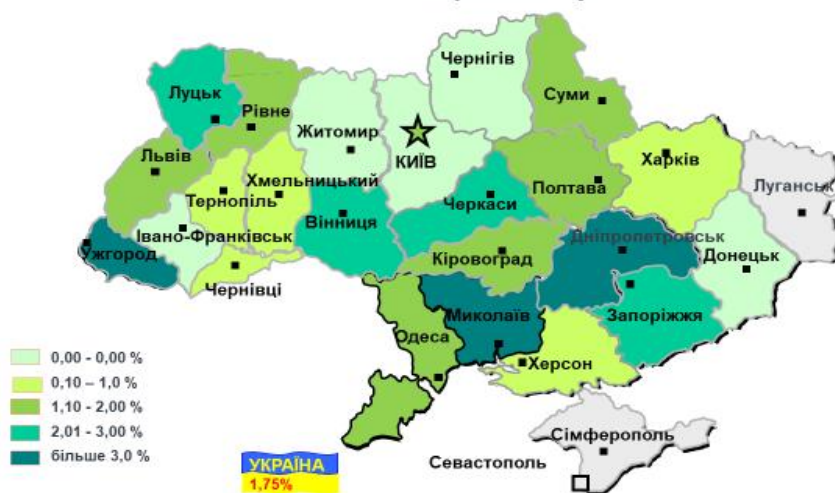 Чернігів
Суми
Луцьк
Рівне
Житомир
КИЇВ
Львів
Харків
Хмельницький
Тернопіль
Полтава
Луганськ
Черкаси
Вінниця
Івано-Франківськ
Дніпропетровськ
Ужгород
Кіровоград
Донецьк
Чернівці
Миколаїв
Запоріжжя
Одеса
Херсон
0,00 - 0,00 %
0,10 – 1,0 %
1,10 - 2,00 %
2,01 - 3,00 %
більше 3,0 %
Сімферополь
УКРАЇНА
1,75%
Севастополь